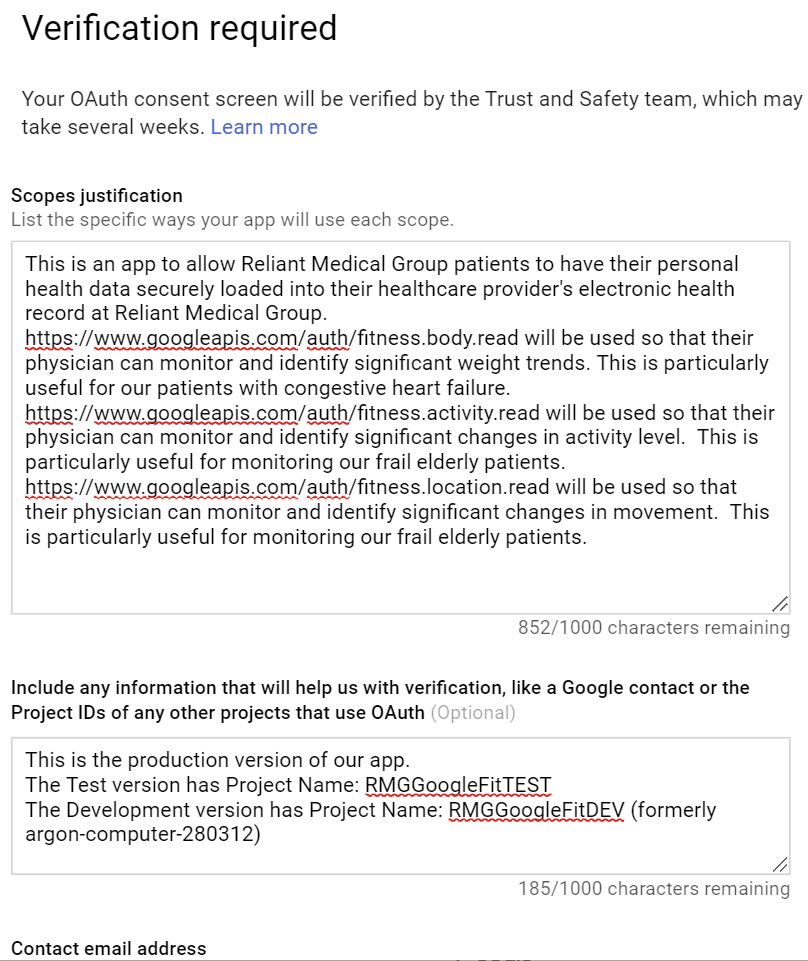 Verification required
Your OAuth consent screen will be verified by the Trust and Safety team, which may
take several weeks. Learn more
Scopes justification
List the specific ways your app will use each scope.
This is an app to allow Reliant Medical Group patients to have their personal
health data securely loaded into their healthcare provider's electronic health
record at Reliant Medical Group.
https://www.googleapis.com/auth/fitness.body.read will be used so that their
physician can monitor and identify significant weight trends. This is particularly
useful for our patients with congestive heart failure.
https://www.googleapis.com/auth/fitness.activity.read will be used so that their
physician can monitor and identify significant changes in activity level.  This is
particularly useful for monitoring our frail elderly patients.
https://www.googleapis.com/auth/fitness.location.read will be used so that
their physician can monitor and identify significant changes in movement.  This
is particularly useful for monitoring our frail elderly patients.
852/1000 characters remaining
Include any information that will help us with verification, like a Google contact or the
Project IDs of any other projects that use OAuth (Optional)
This is the production version of our app.
The Test version has Project Name: RMGGoogleFitTEST
The Development version has Project Name: RMGGoogleFitDEV (formerly
argon-computer-280312)
185/1000 characters remaining
Contact email address